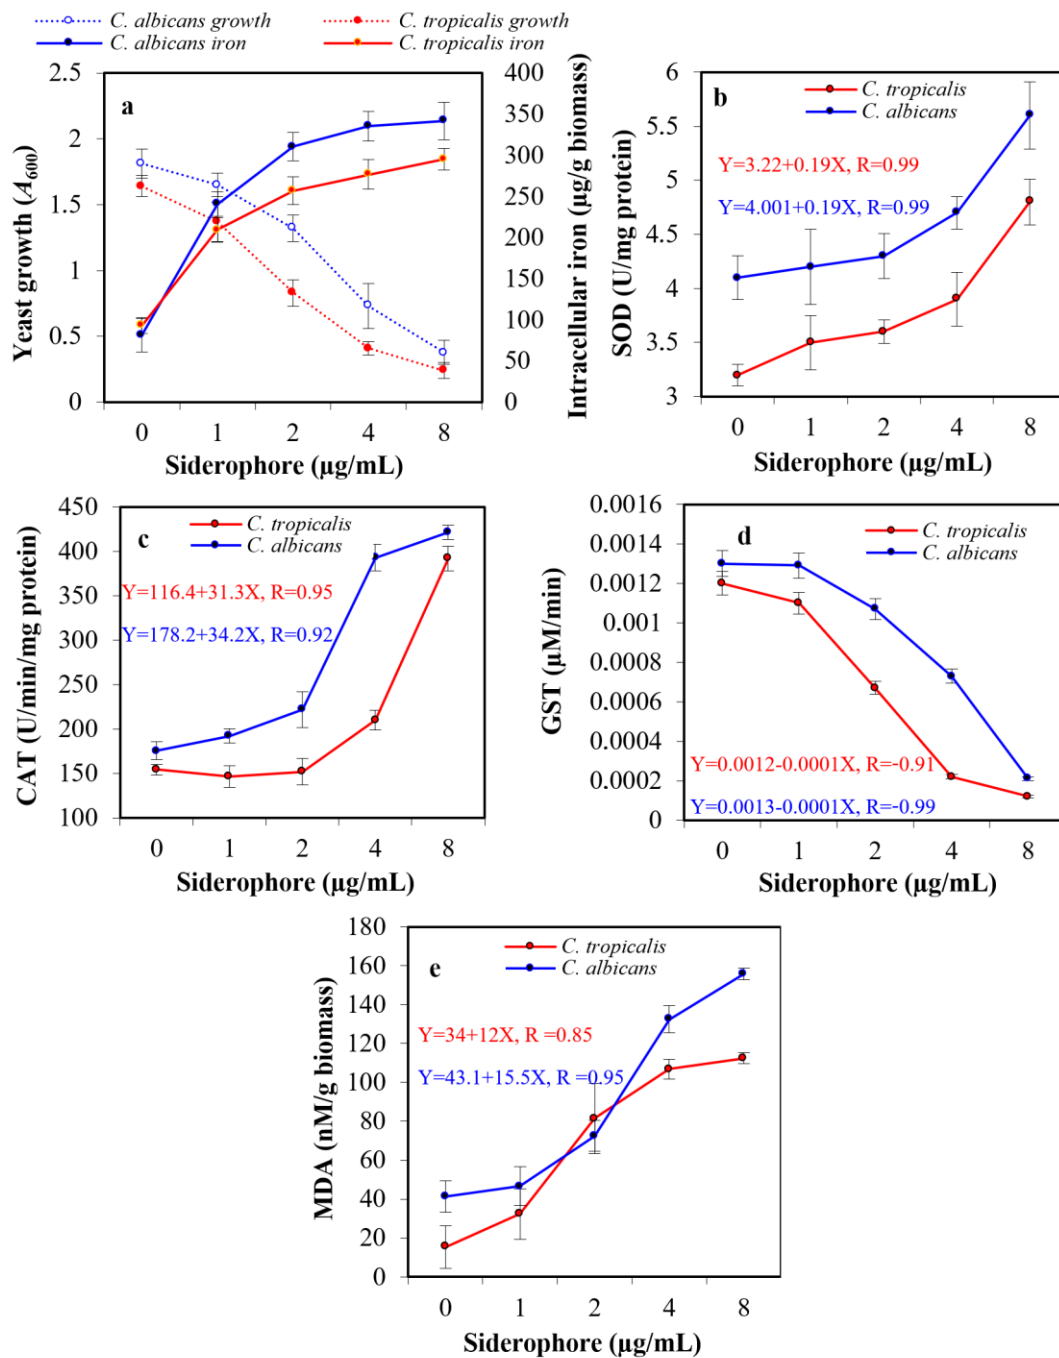 C. albicans growth C. tropicalis growth
C. albicans iron C. tropicalis iron
a
2.5
2
1.5
1
0.5
0
400
350
300
250
200
150
100
50
0
Yeast growth (A600)
Intracellular iron (µg/g biomass)
0 1 2 4 8
Siderophore (µg/mL)
b
C. tropicalis
C. albicans
Y=3.22+0.19X, R=0.99
Y=4.001+0.19X, R=0.99
6
5.5
5
4.5
4
3.5
3
SOD (U/mg protein)
0 1 2 4 8
Siderophore (µg/mL)
c
C. tropicalis
C. albicans
Y=116.4+31.3X, R=0.95
Y=178.2+34.2X, R=0.92
450
400
350
300
250
200
150
100
CAT (U/min/mg protein)
0 1 2 4 8
Siderophore (µg/mL)
d
C. tropicalis
C. albicans
0.0016
0.0014
0.0012
0.001
0.0008
0.0006
0.0004
0.0002
0
GST (µM/min)
Y=0.0012-0.0001X, R=-0.91
Y=0.0013-0.0001X, R=-0.99
0 1 2 4 8
Siderophore (µg/mL)
e
C. tropicalis
C. albicans
Y=34+12X, R =0.85
Y=43.1+15.5X, R =0.95
180
160
140
120
100
80
60
40
20
0
MDA (nM/g biomass)
0 1 2 4 8
Siderophore (µg/mL)